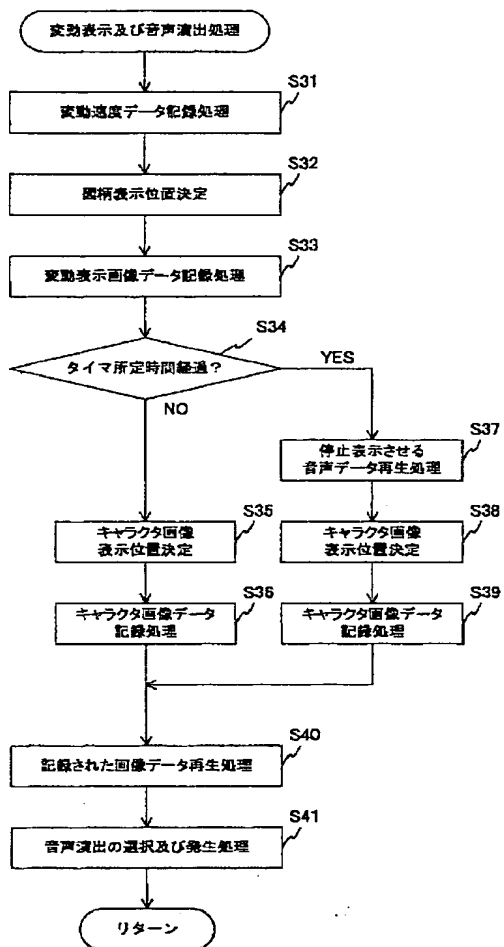 変動表示及び音声演出処理
S31
変動速度データ記録処理
S32
図柄表示位置決定
S33
変動表示画像データ記録処理
S34
タイマ所定時間経過?
YES
NO
S37
停止表示させる
音声データ再生処理
S35
キャラクタ画像
表示位置決定
S38
キャラクタ画像
表示位置決定
S36
キャラクタ画像データ
記録処理
S39
キャラクタ画像データ
記録処理
S40
記録された画像データ再生処理
S41
音声演出の選択及び発生処理
リターン